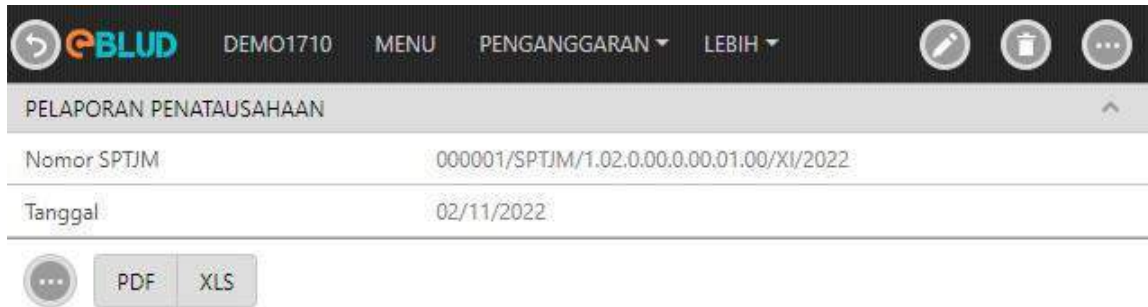 eBLUD DEMO1710 MENU PENGANGGARAN LEBIH
PELAPORAN PENATAUSAHAAN
Nomor SPTJM 000001/SPTJM/1.02.0.00.0.00.01.00/XI/2022
Tanggal 02/11/2022
PDF XLS